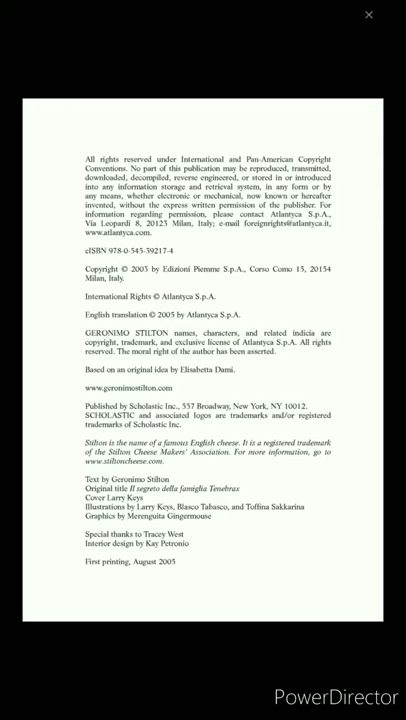 All rights reserved under International and Pan-American Copyright
Conventions. No part of this publication may be reproduced, transmitted,
downloaded, decompiled, reverse engineered, or stored in or introduced
into any information storage and retrieval system, in any form or by
any means, whether electronic or mechanical, now known or hereafter
invented, without the express written permission of the publisher. For
information regarding permission, please contact Atlantyca S.p.A.,
Via Leopardi 8, 20123 Milan, Italy; e-mail foreignrights@atlantyca.it,
www.atlantyca.com.
eISBN 978-0-545-39217-4
Copyright © 2003 by Edizioni Piemme S.p.A., Corso Como 15, 20154
Milan, Italy.
International Rights © Atlantyca S.p.A.
English translation © 2005 by Atlantyca S.p.A.
GERONIMO STILTON names, characters, and related indicia are
copyright, trademark, and exclusive license of Atlantyca S.p.A. All rights
reserved. The moral right of the author has been asserted.
Based on an original idea by Elisabetta Dami.
www.geronimostilton.com
Published by Scholastic Inc., 557 Broadway, New York, NY 10012.
SCHOLASTIC and associated logos are trademarks and/or registered
trademarks of Scholastic Inc.
Stilton is the name of a famous English cheese. It is a registered trademark
of the Stilton Cheese Makers' Association. For more information, go to
www.stiltoncheese.com.
Text by Geronimo Stilton
Original title Il segreto della famiglia Tenebrax
Cover Larry Keys
Illustrations by Larry Keys, Blasco Tabasco, and Toffina Sakkarina
Graphics by Merenguita Gingermouse
Special thanks to Tracey West
Interior design by Kay Petronio
First printing, August 2005
PowerDirector